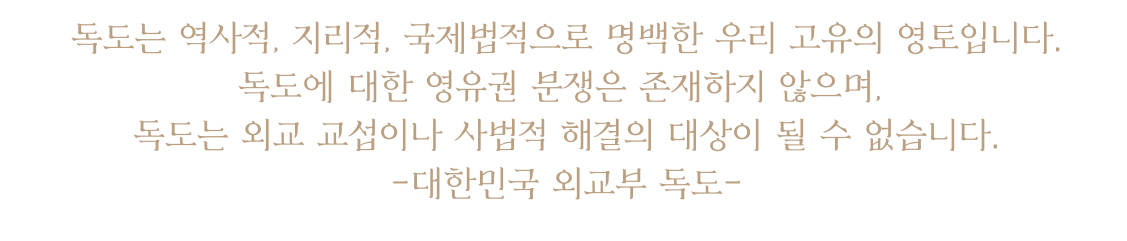 독도는 역사적, 지리적, 국제법적으로 명백한 우리 고유의 영토입니다.
독도에 대한 영유권 분쟁은 존재하지 않으며,
독도는 외교 교섭이나 사법적 해결의 대상이 될 수 없습니다.
-대한민국 외교부 독도-